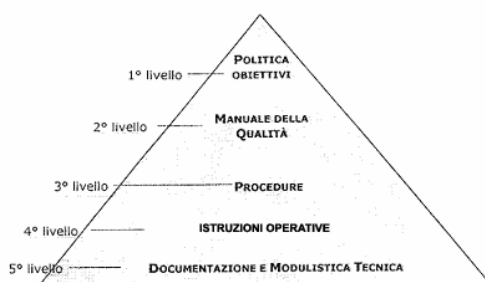 POLITICA
1° livello OBIETTIVI
2° livello MANUALE DELLA
QUALITÀ
3° livello PROCEDURE
4° livello ISTRUZIONI OPERATIVE
5° livello DOCUMENTAZIONE E MODULISTICA TECNICA